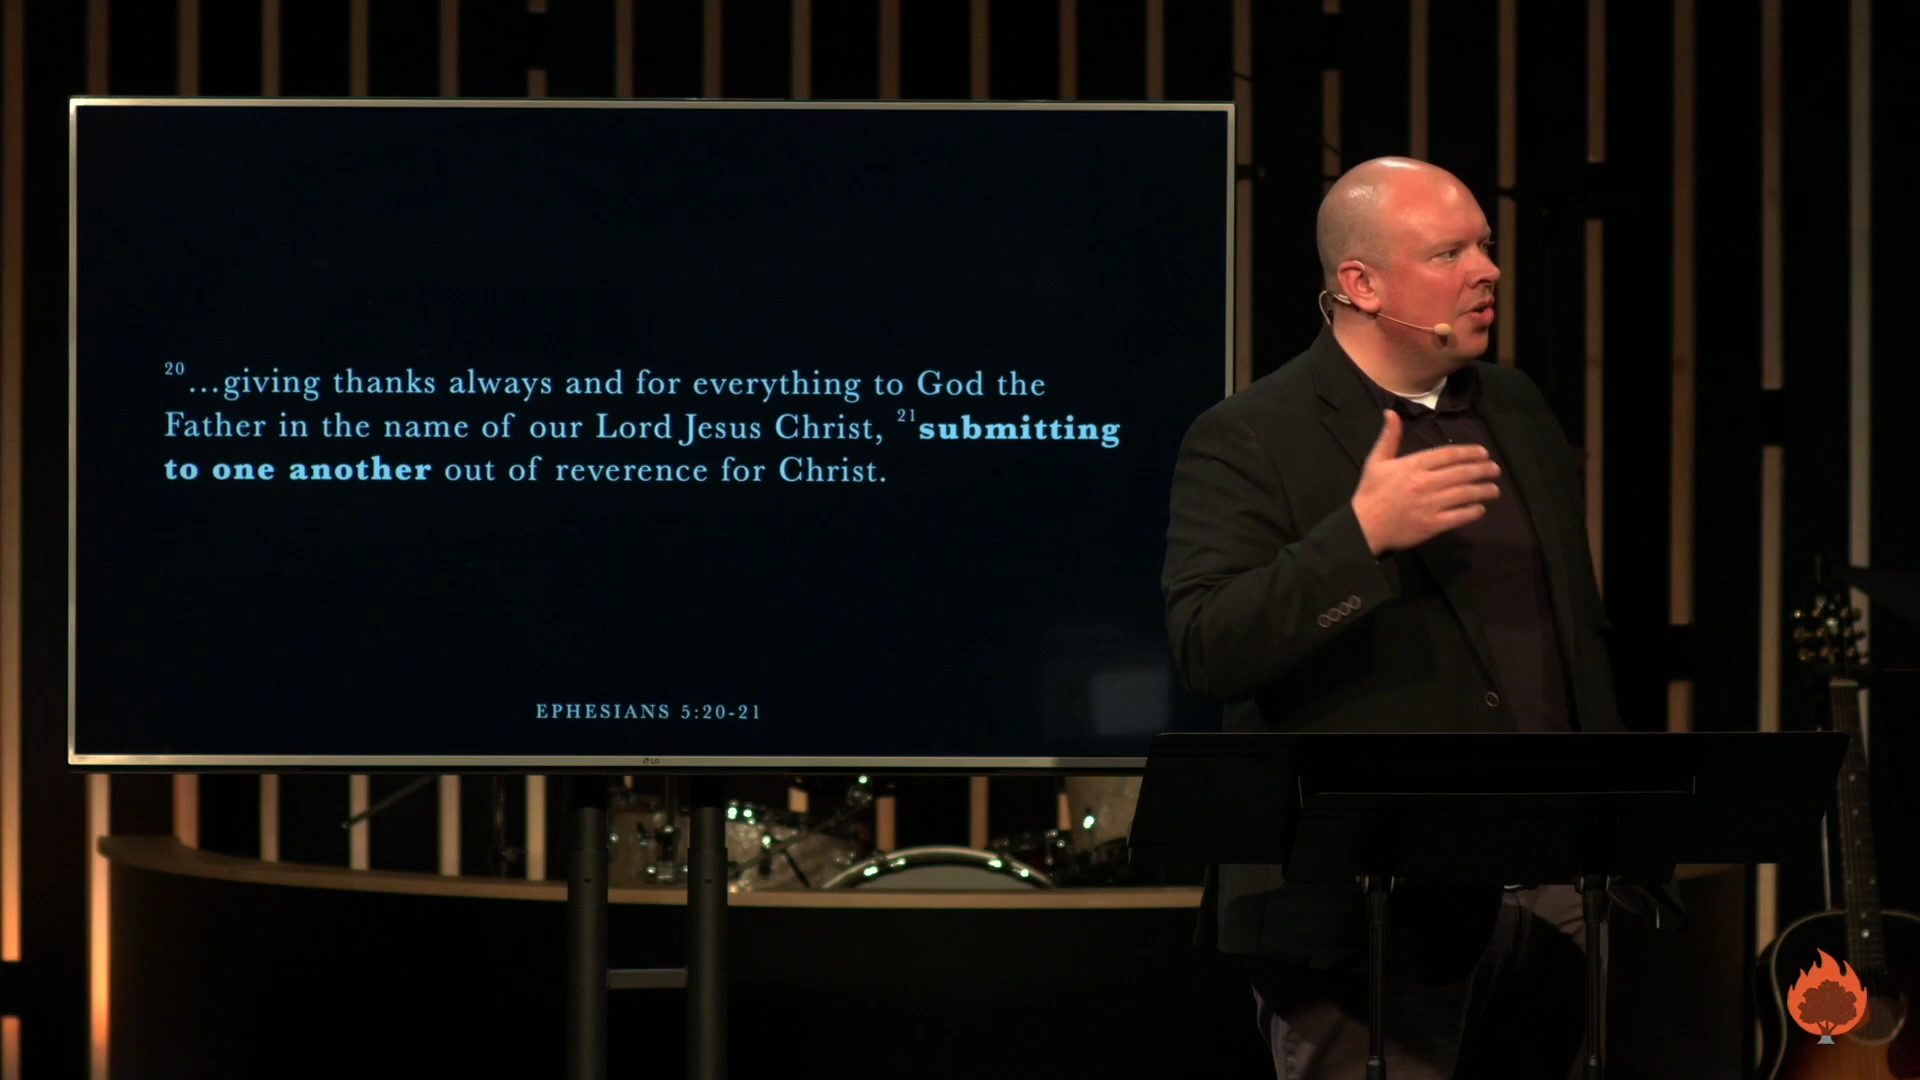 20...giving thanks always and for everything to God the
Father in the name of our Lord Jesus Christ, 21submitting
to one another out of reverence for Christ.
EPHESIANS 5:20-21
LG